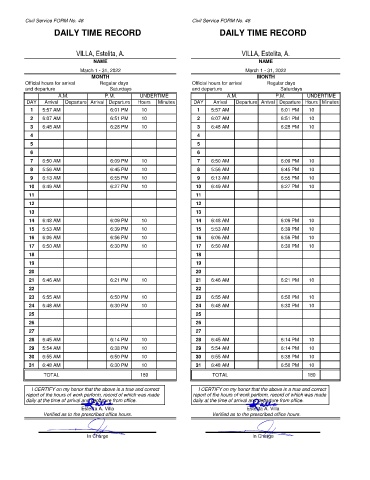 Civil Service FORM No. 48
DAILY TIME RECORD
VILLA, Estelita, A.
NAME
March 1 - 31, 2022
MONTH
Official hours for arrival Regular days
and departure Saturdays
A.M. P.M. UNDERTIME
DAY Arrival Departure Arrival Departure Hours Minutes
1 5:57 AM 6:01 PM 10
2 6:07 AM 6:51 PM 10
3 6:46 AM 6:28 PM 10
4
5
6
7 6:50 AM 6:09 PM 10
8 5:56 AM 6:45 PM 10
9 6:13 AM 6:55 PM 10
10 6:49 AM 6:27 PM 10
11
12
13
14 6:48 AM 6:09 PM 10
15 5:53 AM 6:39 PM 10
16 6:06 AM 6:56 PM 10
17 6:50 AM 6:30 PM 10
18
19
20
21 6:46 AM 6:21 PM 10
22
23 6:55 AM 6:50 PM 10
24 6:48 AM 6:30 PM 10
25
26
27
28 6:45 AM 6:14 PM 10
29 5:54 AM 6:38 PM 10
30 6:55 AM 6:50 PM 10
31 6:48 AM 6:30 PM 10
TOTAL 180
I CERTIFY on my honor that the above is a true and correct
report of the hours of work perform, record of which was made
daily at the time of arrival and departure from office.
Estelita A. Villa
Verified as to the prescribed office hours.
In Charge
Civil Service FORM No. 48
DAILY TIME RECORD
VILLA, Estelita, A.
NAME
March 1 - 31, 2022
MONTH
Official hours for arrival Regular days
and departure Saturdays
A.M. P.M. UNDERTIME
DAY Arrival Departure Arrival Departure Hours Minutes
1 5:57 AM 6:01 PM 10
2 6:07 AM 6:51 PM 10
3 6:46 AM 6:28 PM 10
4
5
6
7 6:50 AM 6:09 PM 10
8 5:56 AM 6:45 PM 10
9 6:13 AM 6:55 PM 10
10 6:49 AM 6:27 PM 10
11
12
13
14 6:48 AM 6:09 PM 10
15 5:53 AM 6:39 PM 10
16 6:06 AM 6:56 PM 10
17 6:50 AM 6:30 PM 10
18
19
20
21 6:46 AM 6:21 PM 10
22
23 6:55 AM 6:50 PM 10
24 6:48 AM 6:30 PM 10
25
26
27
28 6:45 AM 6:14 PM 10
29 5:54 AM 6:14 PM 10
30 6:55 AM 6:38 PM 10
31 6:48 AM 6:50 PM 10
TOTAL 180
I CERTIFY on my honor that the above is a true and correct
report of the hours of work perform, record of which was made
daily at the time of arrival and departure from office.
Estelita A. Villa
Verified as to the prescribed office hours.
In Charge